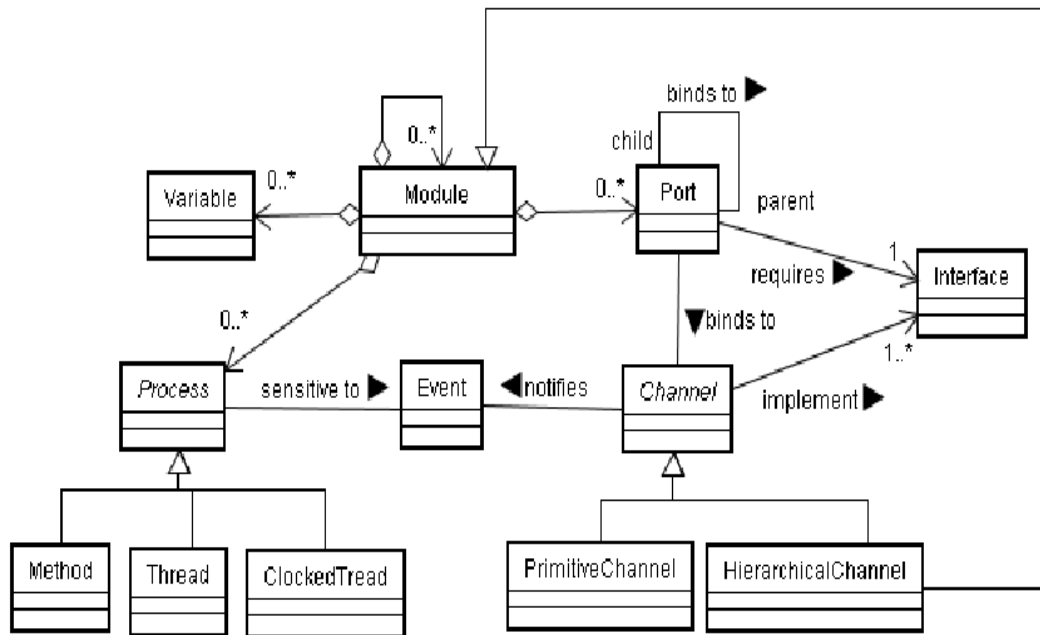 binds to
0..*
child
0..*
Variable
Module
0..*
Port
parent
1
requires
Interface
0..*
binds to
1..*
Process
sensitive to
Event
notifies
Channel
implement
Method
Thread
ClockedTread
PrimitiveChannel
HierarchicalChannel